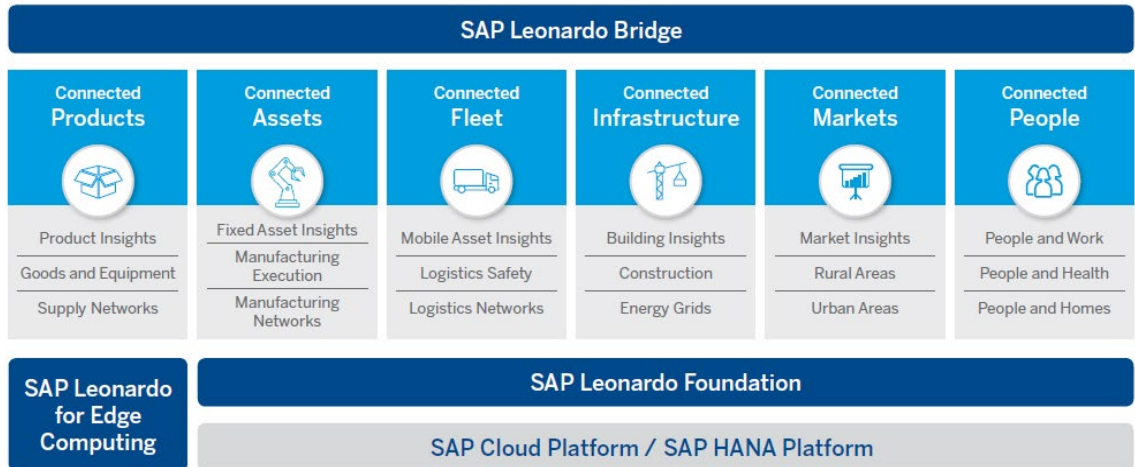 SAP Leonardo Bridge
Connected
Products
Product Insights
Goods and Equipment
Supply Networks
Connected
Assets
Fixed Asset Insights
Manufacturing
Execution
Manufacturing
Networks
Connected
Fleet
Mobile Asset Insights
Logistics Safety
Logistics Networks
Connected
Infrastructure
Building Insights
Construction
Energy Grids
Connected
Markets
Market Insights
Rural Areas
Urban Areas
Connected
People
People and Work
People and Health
People and Homes
SAP Leonardo
for Edge
Computing
SAP Leonardo Foundation
SAP Cloud Platform / SAP HANA Platform